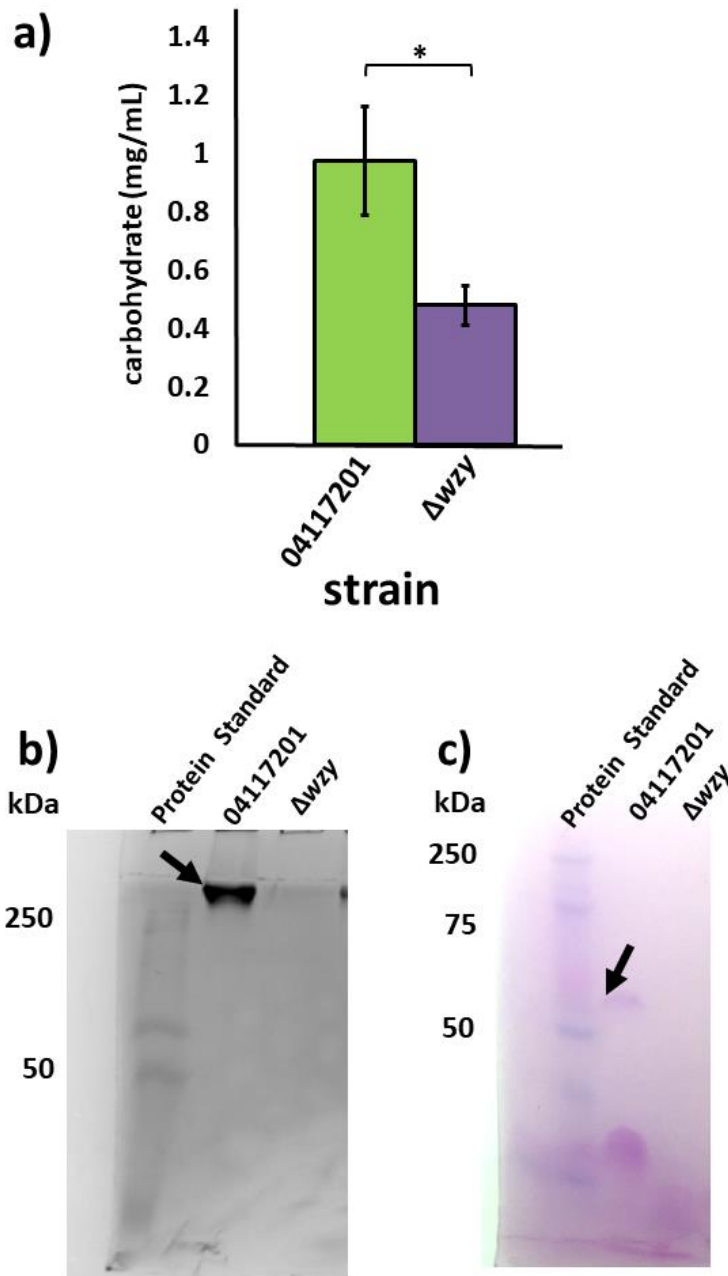 a)
carbohydrate (mg/mL)
1.4
1.2
1
0.8
0.6
0.4
0.2
0
*
04117201
Δwzy
strain
b)
kDa
Protein Standard
04117201
Δwzy
250
50
c)
kDa
Protein Standard
04117201
Δwzy
250
75
50